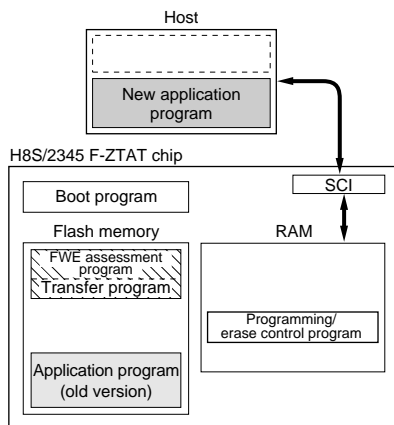 Host
New application
program
H8S/2345 F-ZTAT chip
SCI
Boot program
Flash memory
RAM
FWE assessment
program
Transfer program
Programming/
erase control program
Application program
(old version)